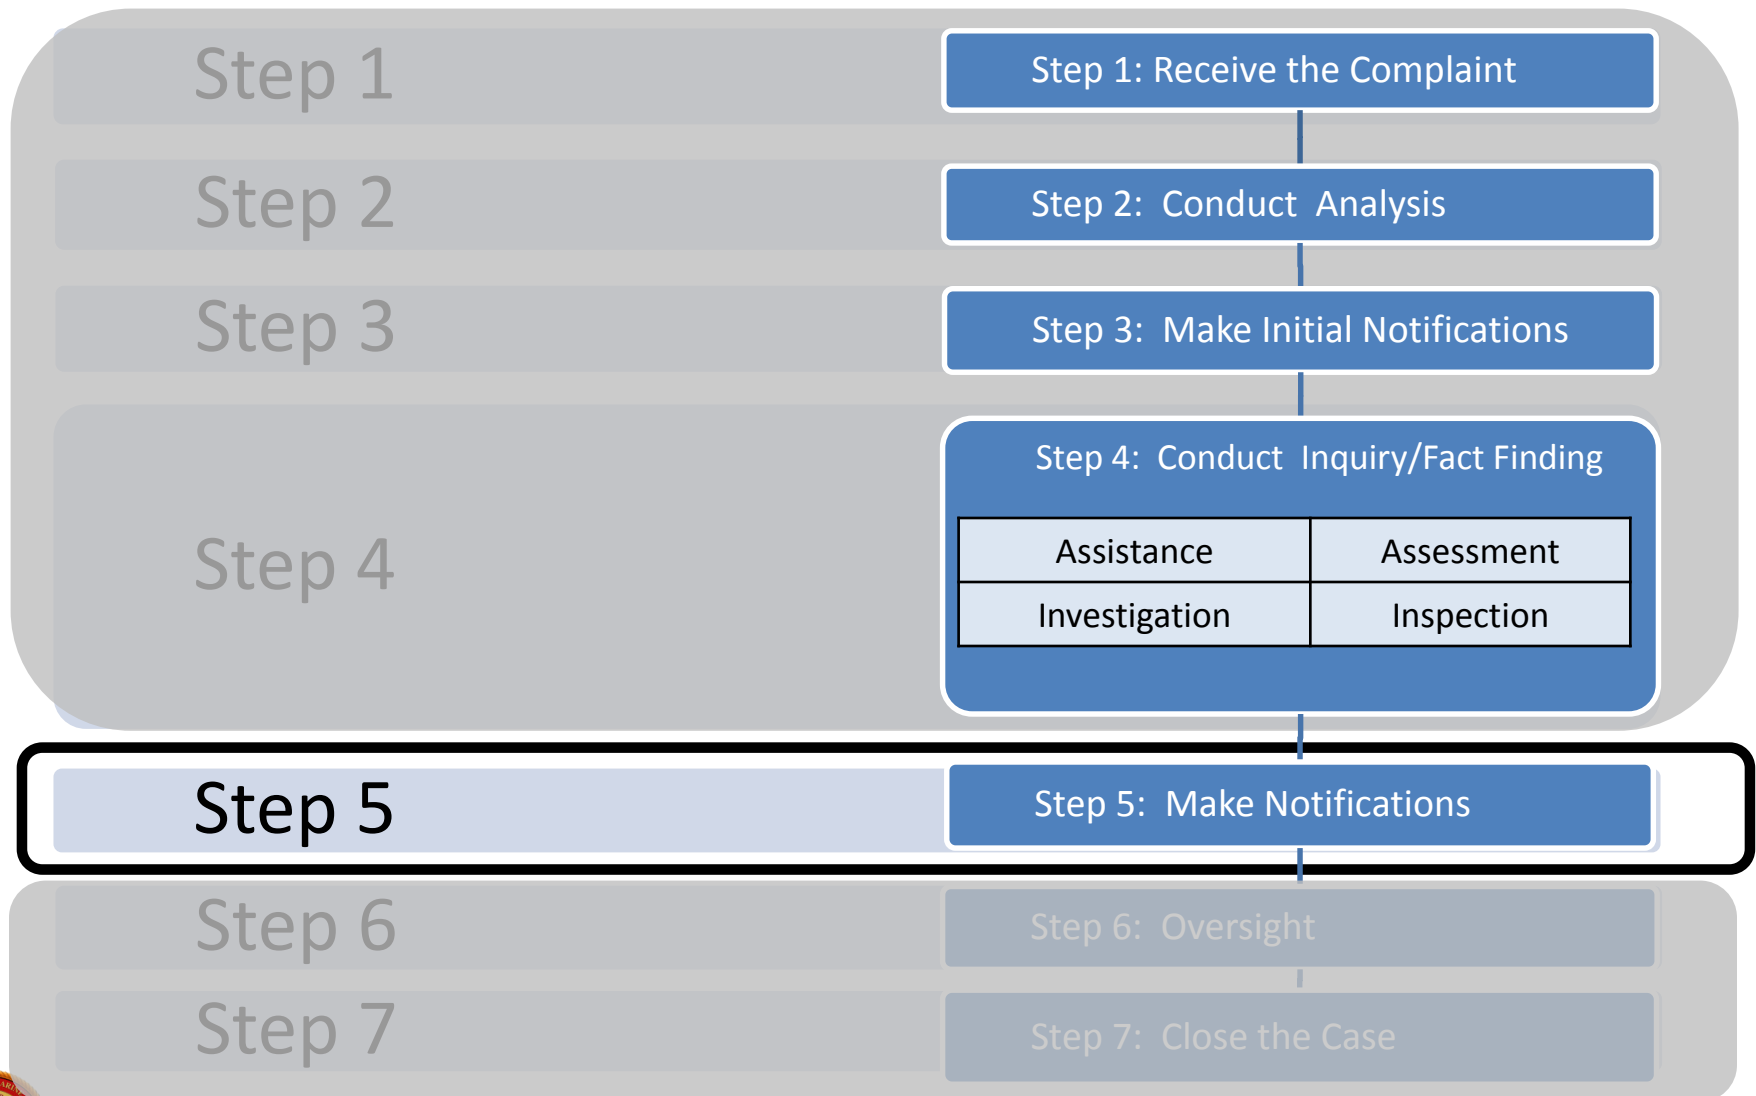 Step 1
Step 1: Receive the Complaint
Step 2
Step 2: Conduct Analysis
Step 3
Step 3: Make Initial Notifications
Step 4
Step 4: Conduct Inquiry/Fact Finding
Assistance Assessment
Investigation Inspection
Step 5
Step 5: Make Notifications
Step 6
Step 6: Oversight
Step 7
Step 7: Close the Case